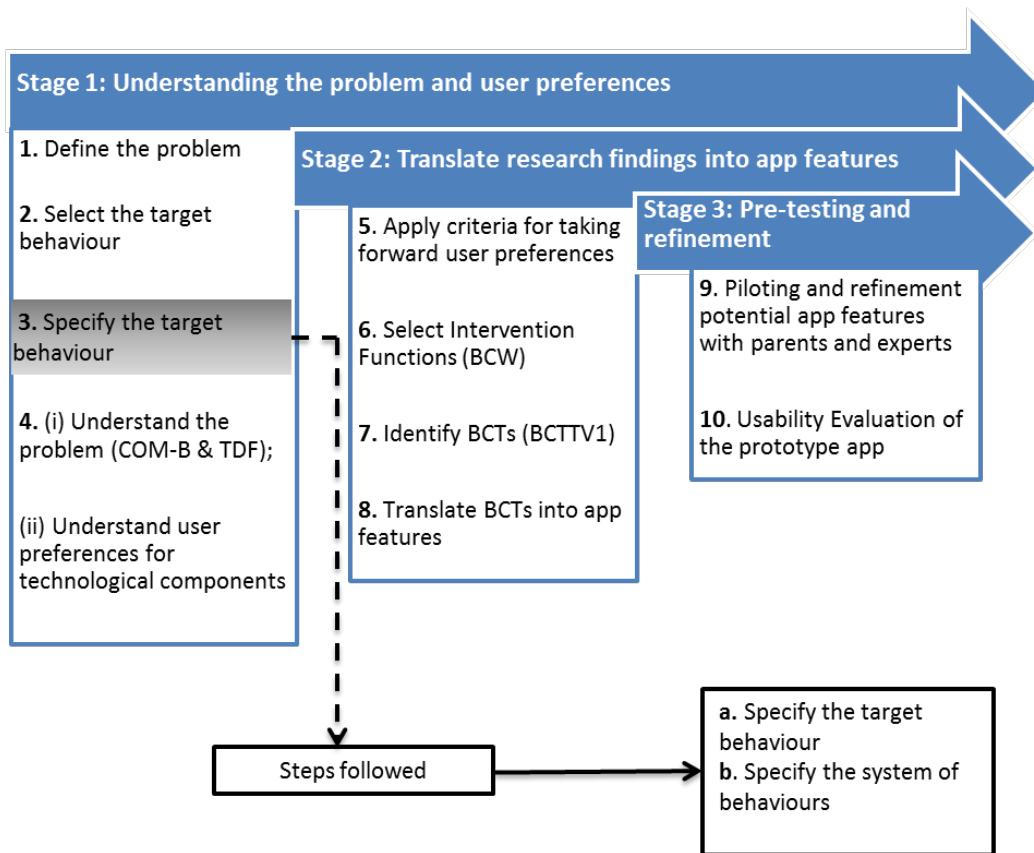 Stage 1: Understanding the problem and user preferences
1. Define the problem
2. Select the target
behaviour
3. Specify the target
behaviour
4. (i) Understand the
problem (COM-B & TDF);
(ii) Understand user
preferences for
technological components
Stage 2: Translate research findings into app features
5. Apply criteria for taking
forward user preferences
6. Select Intervention
Functions (BCW)
7. Identify BCTs (BCTTV1)
8. Translate BCTs into app
features
Stage 3: Pre-testing and
refinement
9. Piloting and refinement
potential app features
with parents and experts
10. Usability Evaluation of
the prototype app
Steps followed
a. Specify the target
behaviour
b. Specify the system of
behaviours